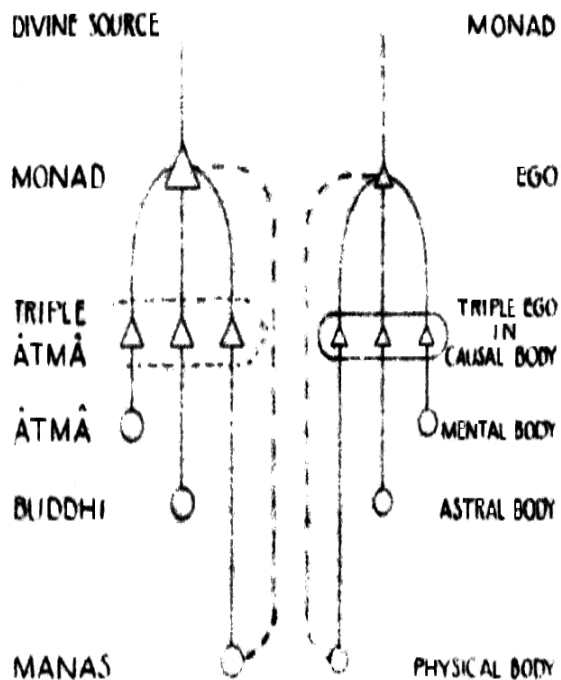 DIVINE SOURCE
MONAD
TRIPLE
ÂTMÂ
ÂTMÂ
BUDDHI
MANAS
MONAD
EGO
TRIPLE EGO
IN
CAUSAL BODY
MENTAL BODY
ASTRAL BODY
PHYSICAL BODY